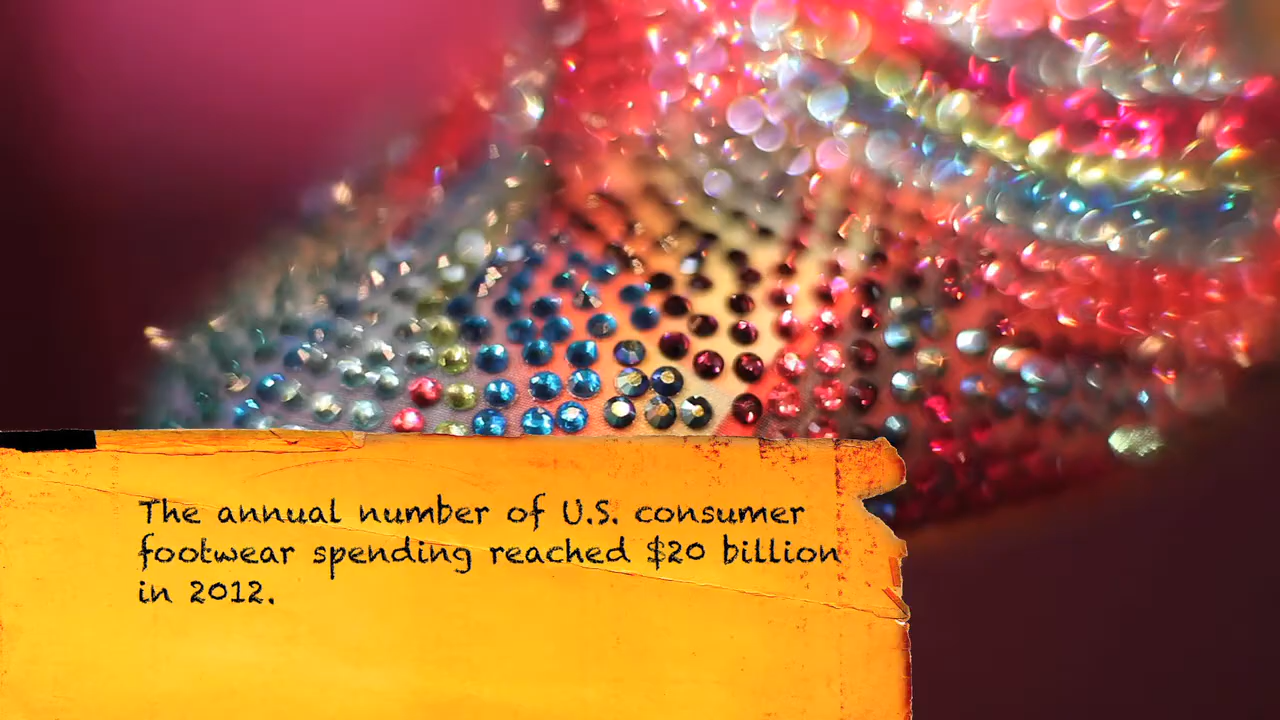 The annual number of U.S. consumer
footwear spending reached $20 billion
in 2012.